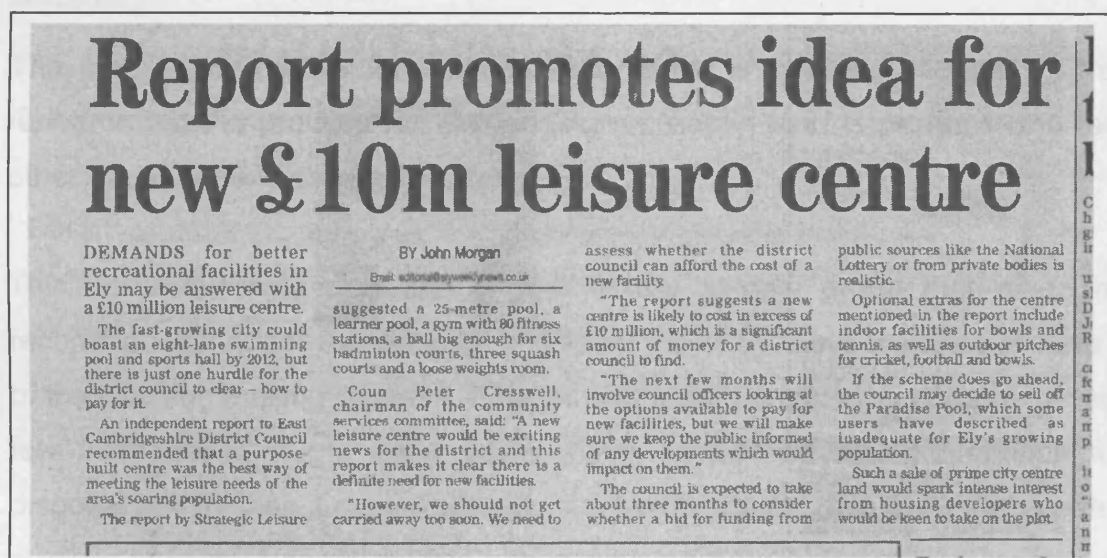 Report promotes idea for
new £10m leisure centre
DEMANDS for better
recreational facilities in
Ely may be answered with
a £10 million leisure centre.
The fast-growing city could
boast an eight-lane swimming
pool and sports hall by 2012, but
there is just one hurdle for the
district council to clear – how to
pay for it.
An independent report to East
Cambridgeshire District Council
recommended that a purpose-
built centre was the best way of
meeting the leisure needs of the
area's soaring population.
The report by Strategic Leisure
BY John Morgan
Email: editorial@elyweeklynews.co.uk
suggested a 25-metre pool, a
learner pool, a gym with 80 fitness
stations, a hall big enough for six
badminton courts, three squash
courts and a loose weights room.
Coun Peter Cresswell,
chairman of the community
services committee, said: "A new
leisure centre would be exciting
news for the district and this
report makes it clear there is a
definite need for new facilities.
"However, we should not get
carried away too soon. We need to
assess whether the district
council can afford the cost of a
new facility.
"The report suggests a new
centre is likely to cost in excess of
£10 million, which is a significant
amount of money for a district
council to find.
"The next few months will
involve council officers looking at
the options available to pay for
new facilities, but we will make
sure we keep the public informed
of any developments which would
impact on them."
The council is expected to take
about three months to consider
whether a bid for funding from
public sources like the National
Lottery or from private bodies is
realistic.
Optional extras for the centre
mentioned in the report include
indoor facilities for bowls and
tennis, as well as outdoor pitches
for cricket, football and bowls.
If the scheme does go ahead,
the council may decide to sell off
the Paradise Pool, which some
users have described as
inadequate for Ely's growing
population.
Such a sale of prime city centre
land would spark intense interest
from housing developers who
would be keen to take on the plot.